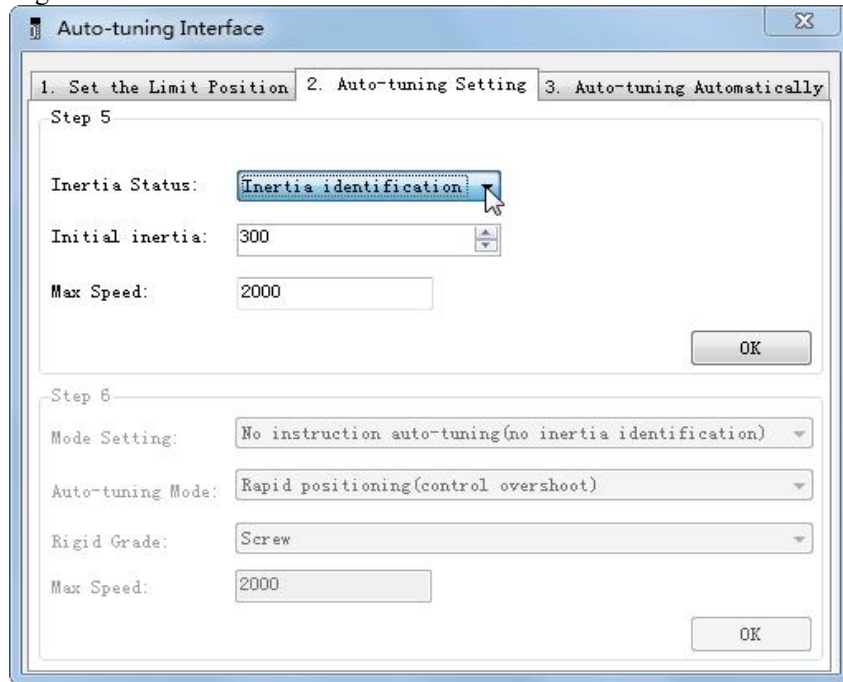 Auto-tuning Interface
1. Set the Limit Position 2. Auto-tuning Setting 3. Auto-tuning Automatically
Step 5
Inertia Status: Inertia identification
Initial inertia: 300
Max Speed: 2000
OK
Step 6
Mode Setting: No instruction auto-tuning(no inertia identification)
Auto-tuning Mode: Rapid positioning(control overshoot)
Rigid Grade: Screw
Max Speed: 2000
OK